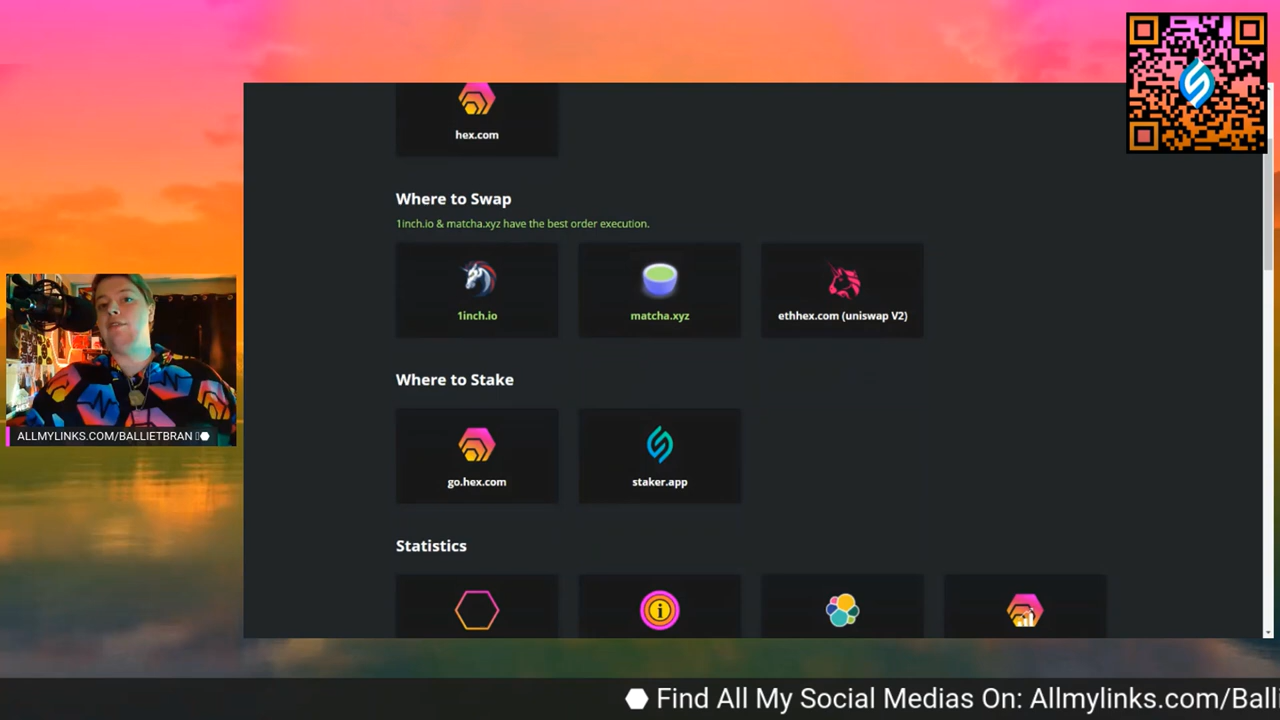 hex.com
Where to Swap
1inch.io & matcha.xyz have the best order execution.
1inch.io
matcha.xyz
ethhex.com (uniswap V2)
Where to Stake
go.hex.com
staker.app
Statistics
ALLMYLINKS.COM/BALLIETBRAN
Find All My Social Medias On: Allmylinks.com/Balli